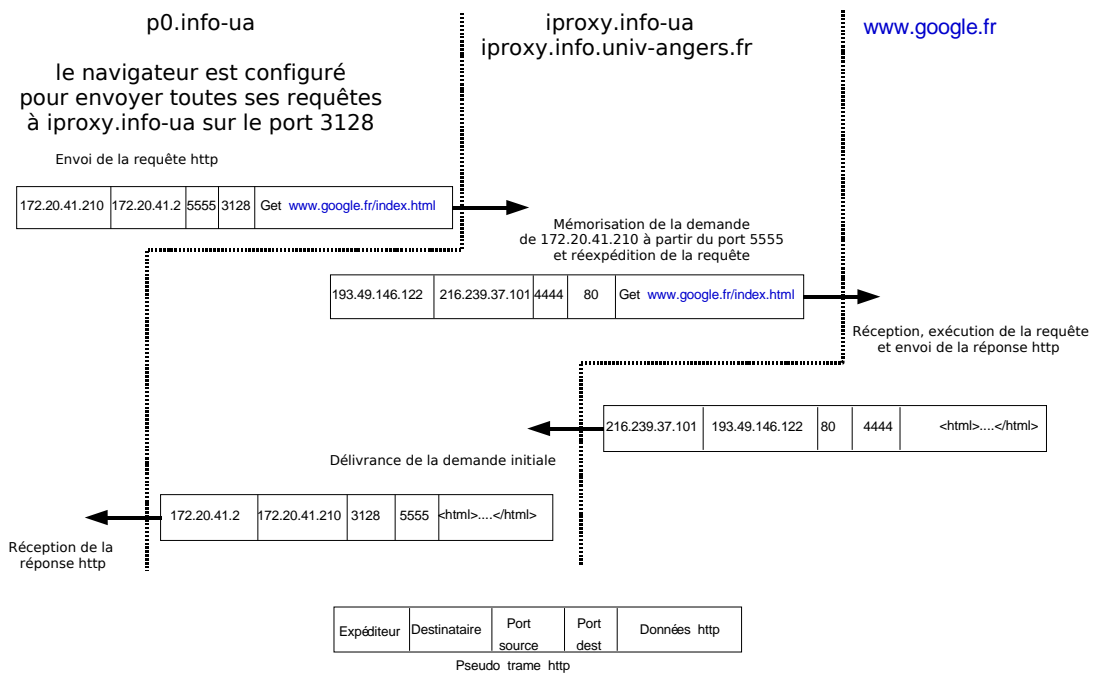 p0.info-ua
iproxy.info-ua
iproxy.info.univ-angers.fr
www.google.fr
le navigateur est configuré
pour envoyer toutes ses requêtes
à iproxy.info-ua sur le port 3128
Envoi de la requête http
172.20.41.210 172.20.41.2 5555 3128 Get www.google.fr/index.html
Mémorisation de la demande
de 172.20.41.210 à partir du port 5555
et réexpédition de la requête
193.49.146.122 216.239.37.101 4444 80 Get www.google.fr/index.html
Réception, exécution de la requête
et envoi de la réponse http
216.239.37.101 193.49.146.122 80 4444 <html>....</html>
Délivrance de la demande initiale
172.20.41.2 172.20.41.210 3128 5555 <html>....</html>
Réception de la
réponse http
Expéditeur Destinataire Port source Port dest Données http
Pseudo trame http